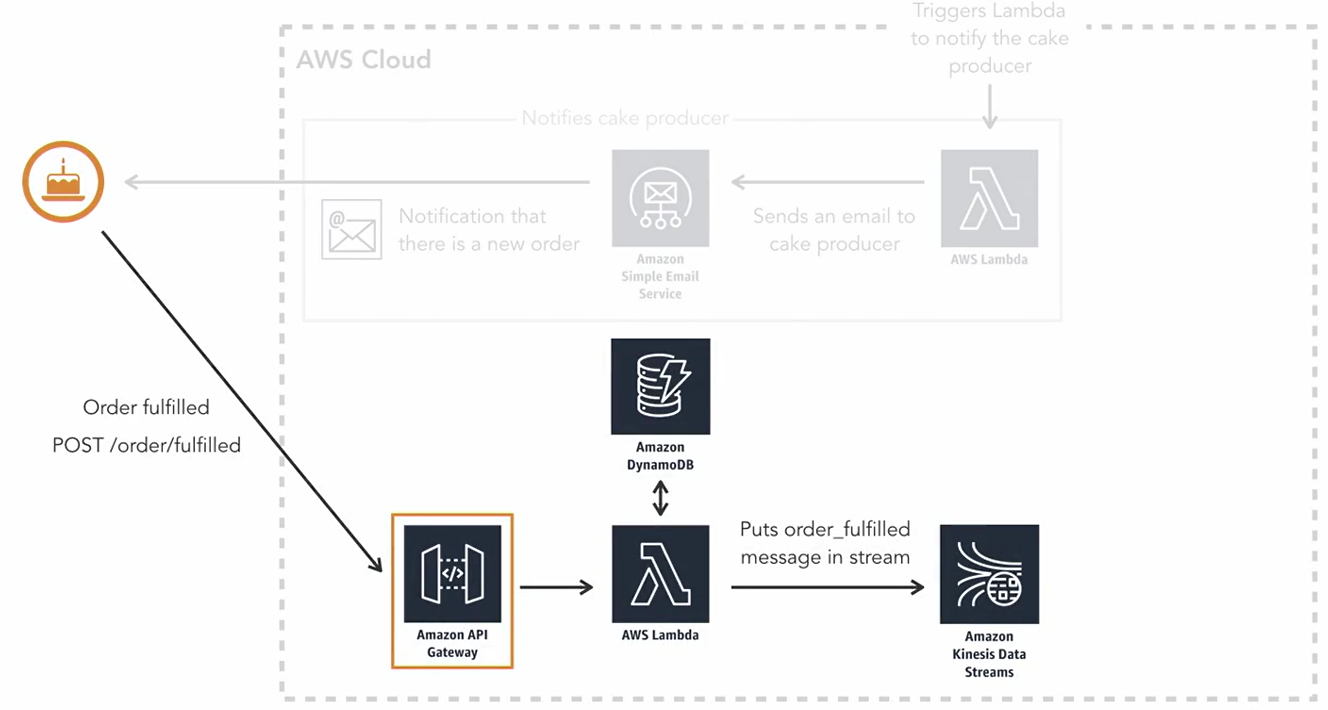 Triggers Lambda
to notify the cake
producer
AWS Cloud
Notifies cake producer
@
Notification that
there is a new order
Sends an email to
cake producer
Amazon
Simple Email
Service
AWS Lambda
Order fulfilled
POST /order/fulfilled
Amazon
DynamoDB
Puts order_fulfilled
message in stream
</>
Amazon API
Gateway
AWS Lambda
Amazon
Kinesis Data
Streams